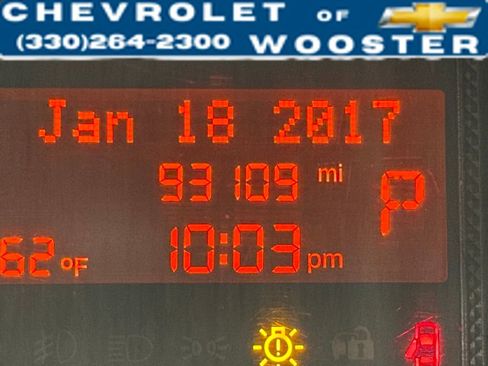 CHEVROLET OF
(330)264-2300 WOOSTER
Jan 18 2017
93109 mi
P
62°F 10:03 pm